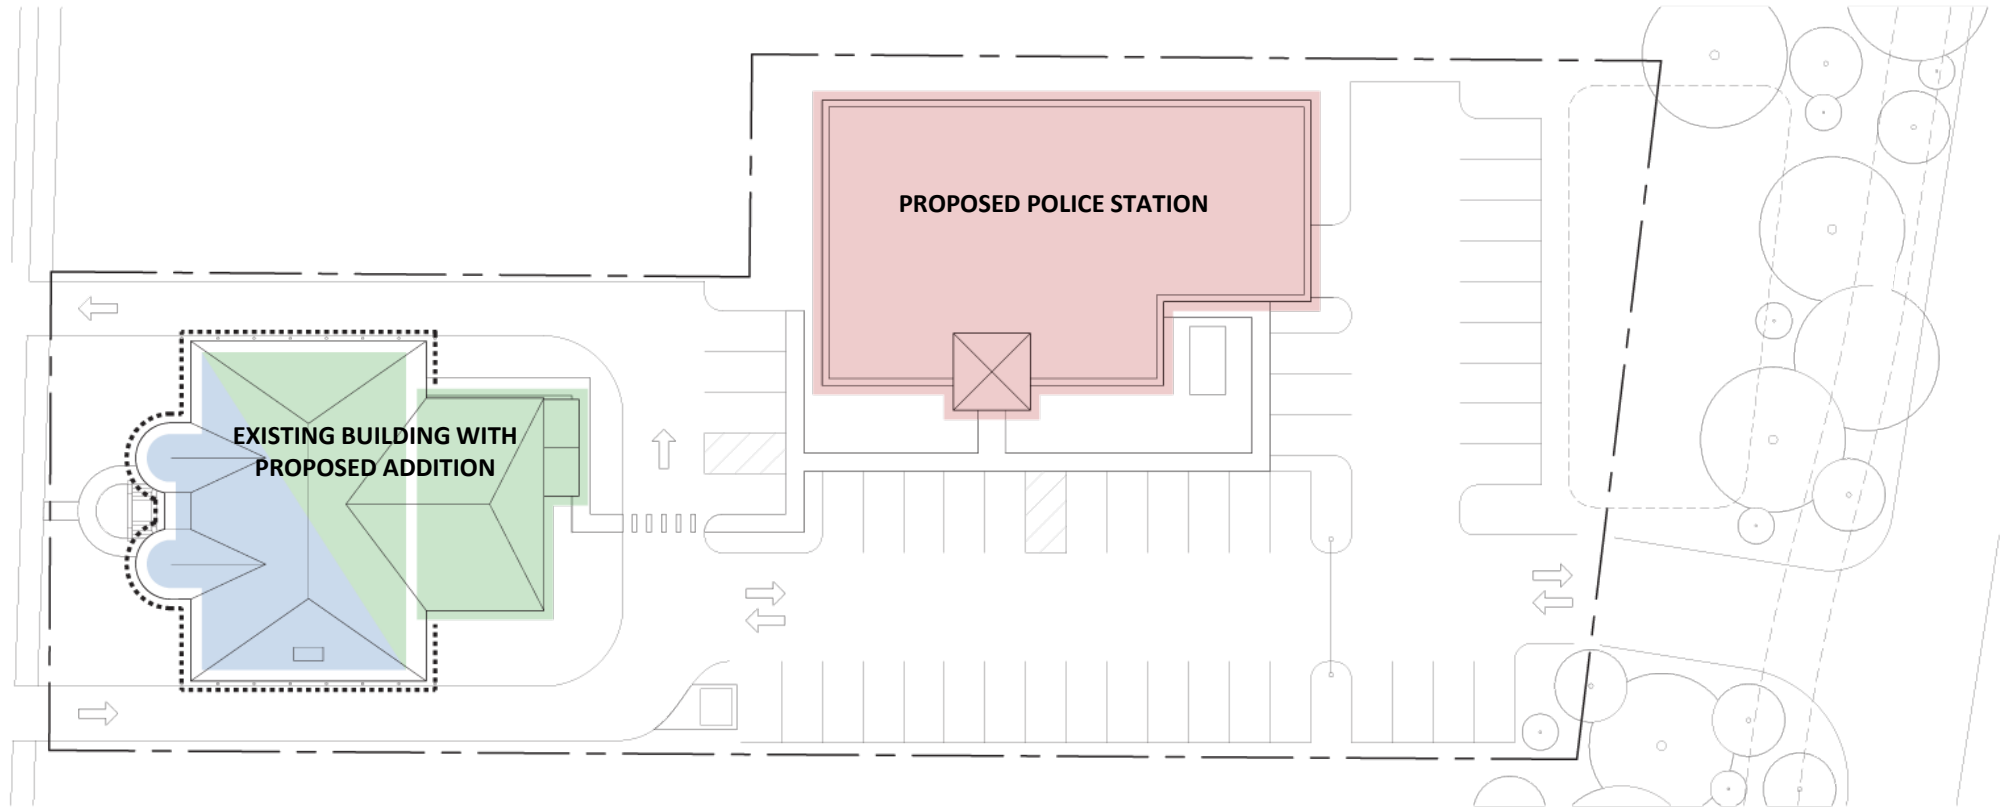 PROPOSED POLICE STATION
EXISTING BUILDING WITH
PROPOSED ADDITION